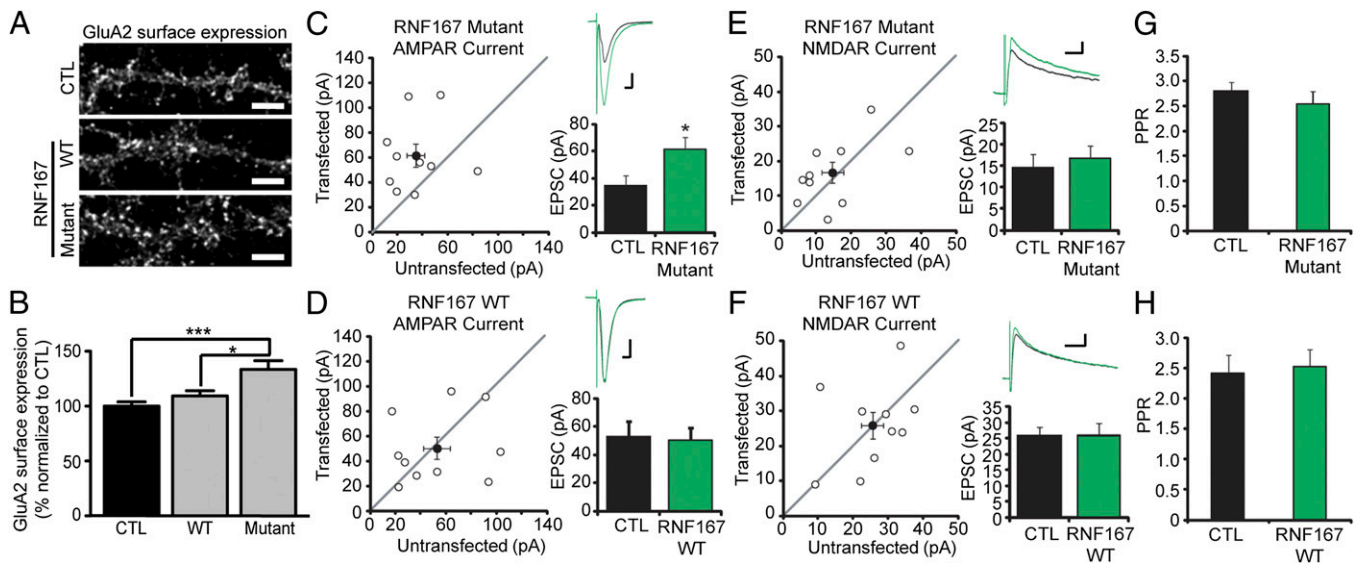 A
GluA2 surface expression
CTL
WT
Mutant
RNF167
B
GluA2 surface expression
(% normalized to CTL)
150
100
50
0
***
*
CTL WT Mutant
C
RNF167 Mutant
AMPAR Current
Transfected (pA)
140
120
100
80
60
40
20
0
0 20 60 100 140
Untransfected (pA)
EPSC (pA)
80
60
40
20
0
*
CTL RNF167
Mutant
D
RNF167 WT
AMPAR Current
Transfected (pA)
140
120
100
80
60
40
20
0
0 20 60 100 140
Untransfected (pA)
EPSC (pA)
80
60
40
20
0
CTL RNF167
WT
E
RNF167 Mutant
NMDAR Current
Transfected (pA)
50
40
30
20
10
0
0 10 20 30 40 50
Untransfected (pA)
EPSC (pA)
25
20
15
10
5
0
CTL RNF167
Mutant
F
RNF167 WT
NMDAR Current
Transfected (pA)
50
40
30
20
10
0
0 10 20 30 40 50
Untransfected (pA)
EPSC (pA)
35
30
25
20
15
10
5
0
CTL RNF167
WT
G
PPR
3.5
3.0
2.5
2.0
1.5
1.0
.5
0
CTL RNF167
Mutant
H
PPR
3.0
2.5
2.0
1.5
1.0
.5
0
CTL RNF167
WT